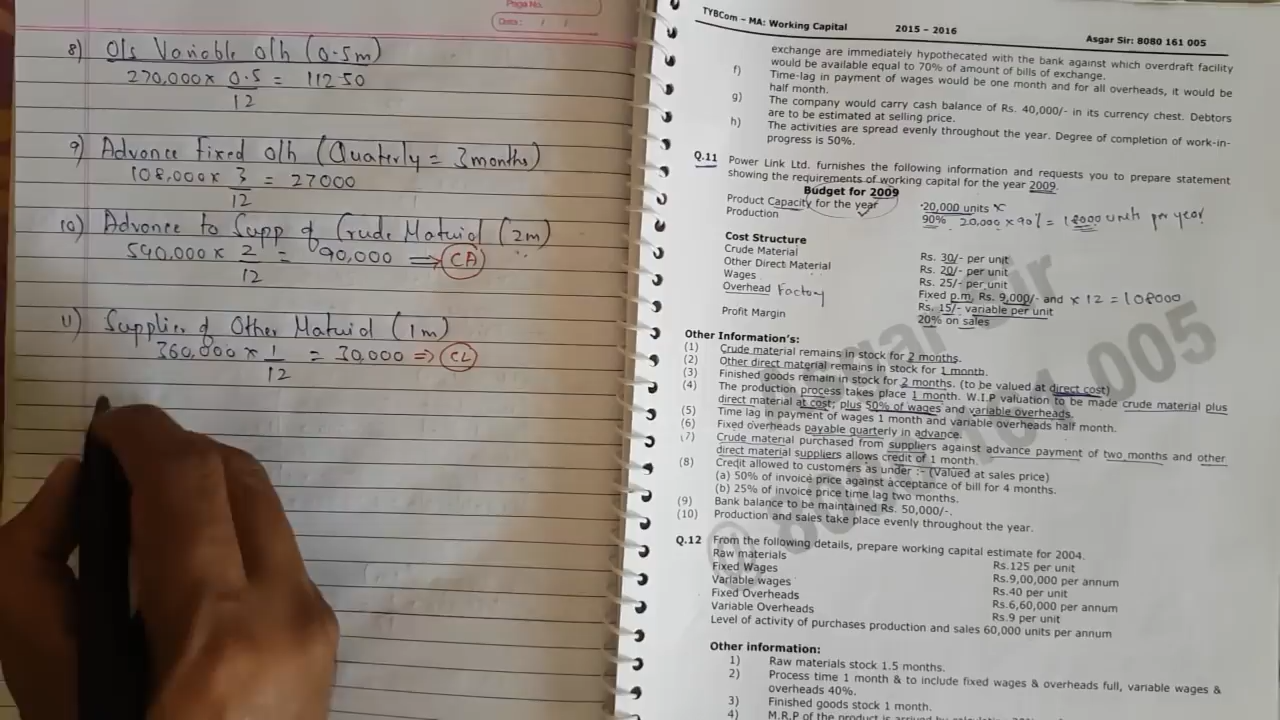 Page No.
Date: / /
8) O/s Variable o/h (0.5m)
270,000 x 0.5 = 11250
12
9) Advance Fixed o/h (Quaterly = 3 months)
108,000 x 3 = 27000
12
10) Advance to Supp of Crude Matuial (2m)
540,000 x 2 = 90,000 ⇒ CA
12
11) Supplier of Other Matuial (1m)
360,000 x 1 = 30,000 ⇒ CL
12
TYBCom – MA: Working Capital 2015 – 2016 Asgar Sir: 8080 161 005
exchange are immediately hypothecated with the bank against which overdraft facility
would be available equal to 70% of amount of bills of exchange.
f) Time-lag in payment of wages would be one month and for all overheads, it would be
half month.
g) The company would carry cash balance of Rs. 40,000/- in its currency chest. Debtors
are to be estimated at selling price.
h) The activities are spread evenly throughout the year. Degree of completion of work-in-
progress is 50%.
Q.11 Power Link Ltd. furnishes the following information and requests you to prepare statement
showing the requirements of working capital for the year 2009.
Budget for 2009
Product Capacity for the year 20,000 units x
Production 90% 20,000 x 90% = 18000 units per year
Cost Structure
Crude Material Rs. 30/- per unit
Other Direct Material Rs. 20/- per unit
Wages Rs. 25/- per unit
Overhead Factory Fixed p.m, Rs. 9,000/- and x 12 = 108000
Rs. 15/- variable per unit
Profit Margin 20% on sales
Other Information's:
(1) Crude material remains in stock for 2 months.
(2) Other direct material remains in stock for 1 month.
(3) Finished goods remain in stock for 2 months. (to be valued at direct cost)
(4) The production process takes place 1 month. W.I.P valuation to be made crude material plus
direct material at cost; plus 50% of wages and variable overheads.
(5) Time lag in payment of wages 1 month and variable overheads half month.
(6) Fixed overheads payable quarterly in advance.
(7) Crude material purchased from suppliers against advance payment of two months and other
direct material suppliers allows credit of 1 month.
(8) Credit allowed to customers as under :- (Valued at sales price)
(a) 50% of invoice price against acceptance of bill for 4 months.
(b) 25% of invoice price time lag two months.
(9) Bank balance to be maintained Rs. 50,000/-.
(10) Production and sales take place evenly throughout the year.
Q.12 From the following details, prepare working capital estimate for 2004.
Raw materials Rs.125 per unit
Fixed Wages Rs.9,00,000 per annum
Variable wages Rs.40 per unit
Fixed Overheads Rs.6,60,000 per annum
Variable Overheads Rs.9 per unit
Level of activity of purchases production and sales 60,000 units per annum
Other information:
1) Raw materials stock 1.5 months.
2) Process time 1 month & to include fixed wages & overheads full, variable wages &
overheads 40%.
3) Finished goods stock 1 month.
4) M.R.P of the product is